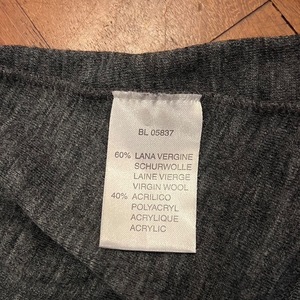 BL 05837
60% LANA VERGINE
SCHURWOLLE
LAINE VIERGE
VIRGIN WOOL
40% ACRILICO
POLYACRYL
ACRYLIQUE
ACRYLIC